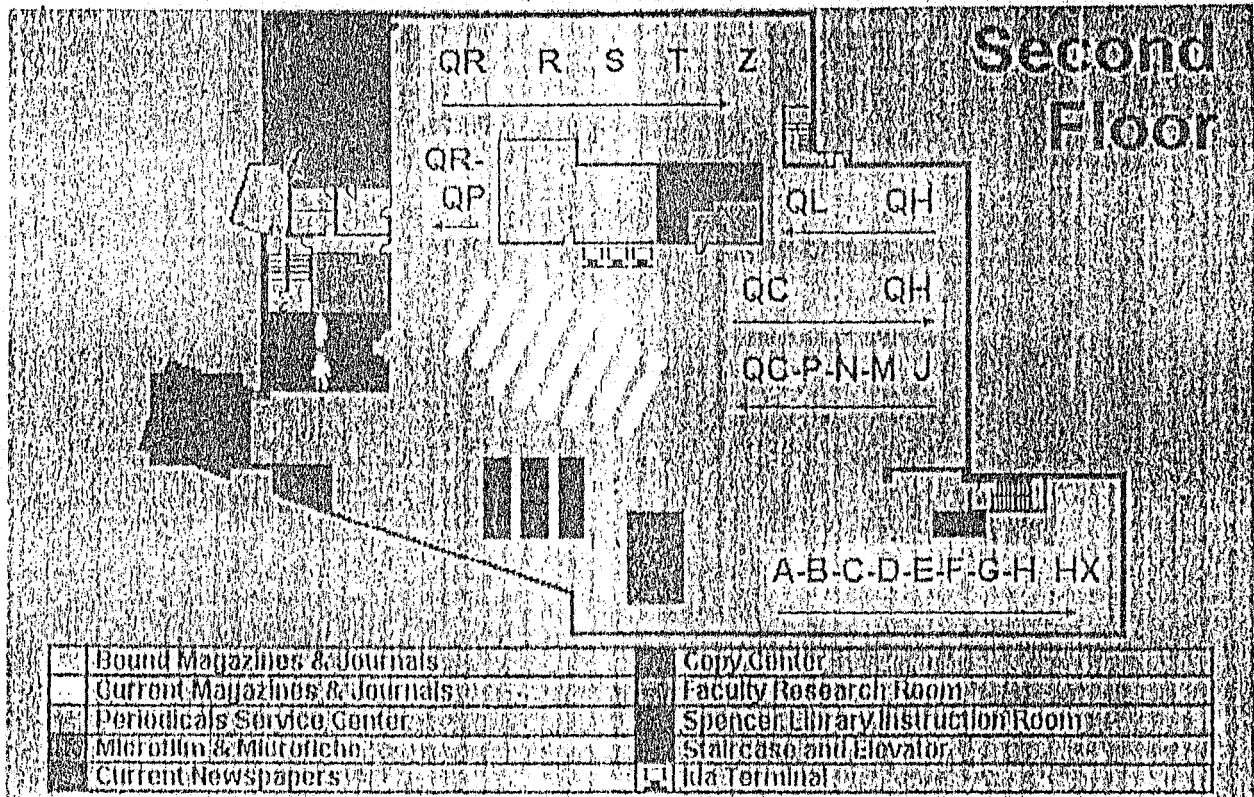 Second
Floor
QR R S T Z
QR-
QP
QL QH
QC QH
QC-P-N-M J
A-B-C-D-E-F-G-H HX
Bound Magazines & Journals
Current Magazines & Journals
Periodicals Service Center
Microfilm & Microfiche
Current Newspapers
Copy Center
Faculty Research Room
Spencer Library Instruction Room
Staircase and Elevator
Ida Terminal